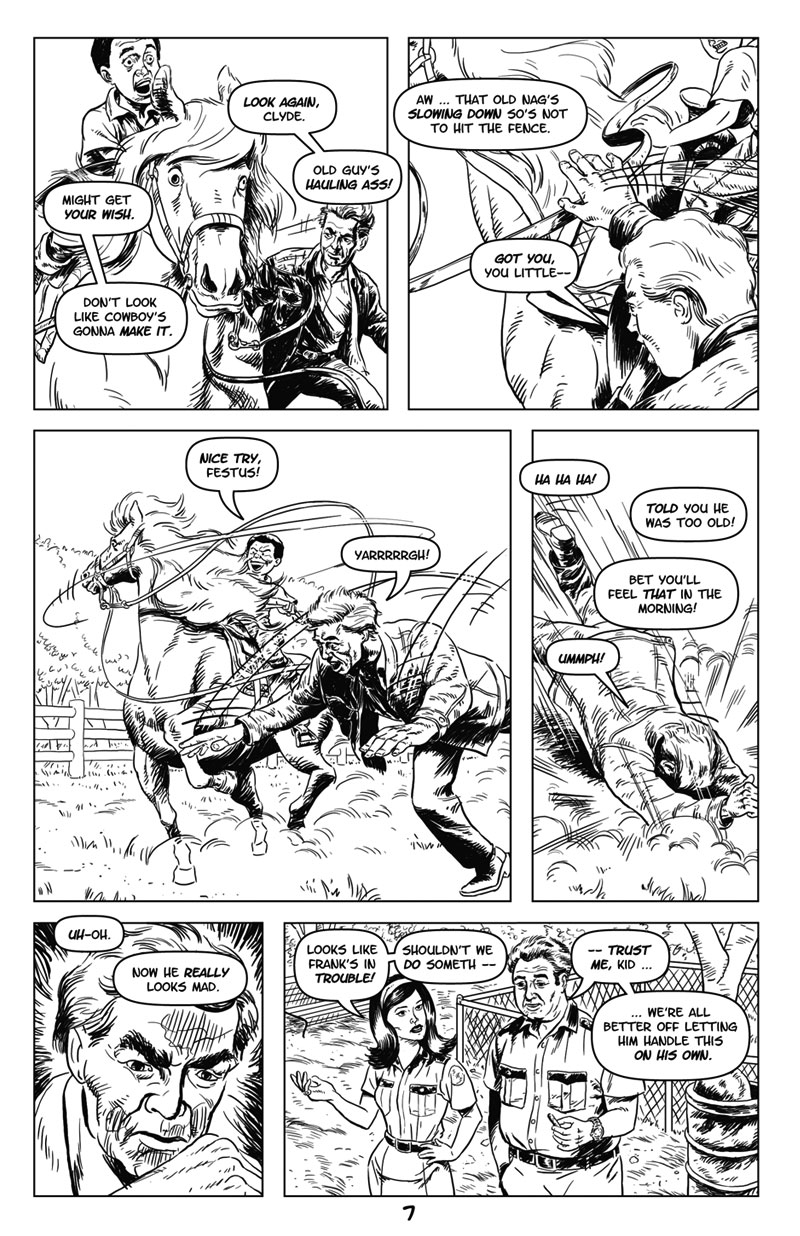 LOOK AGAIN,
CLYDE.
OLD GUY'S
HAULING ASS!
MIGHT GET
YOUR WISH.
DON'T LOOK
LIKE COWBOY'S
GONNA MAKE IT.
AW ... THAT OLD NAG'S
SLOWING DOWN SO'S NOT
TO HIT THE FENCE.
GOT YOU,
YOU LITTLE--
NICE TRY,
FESTUS!
YARRRRRGH!
HA HA HA!
TOLD YOU HE
WAS TOO OLD!
BET YOU'LL
FEEL THAT IN THE
MORNING!
UMMPH!
UH-OH.
NOW HE REALLY
LOOKS MAD.
LOOKS LIKE
FRANK'S IN
TROUBLE!
SHOULDN'T WE
DO SOMETH --
-- TRUST
ME, KID ...
... WE'RE ALL
BETTER OFF LETTING
HIM HANDLE THIS
ON HIS OWN.
7